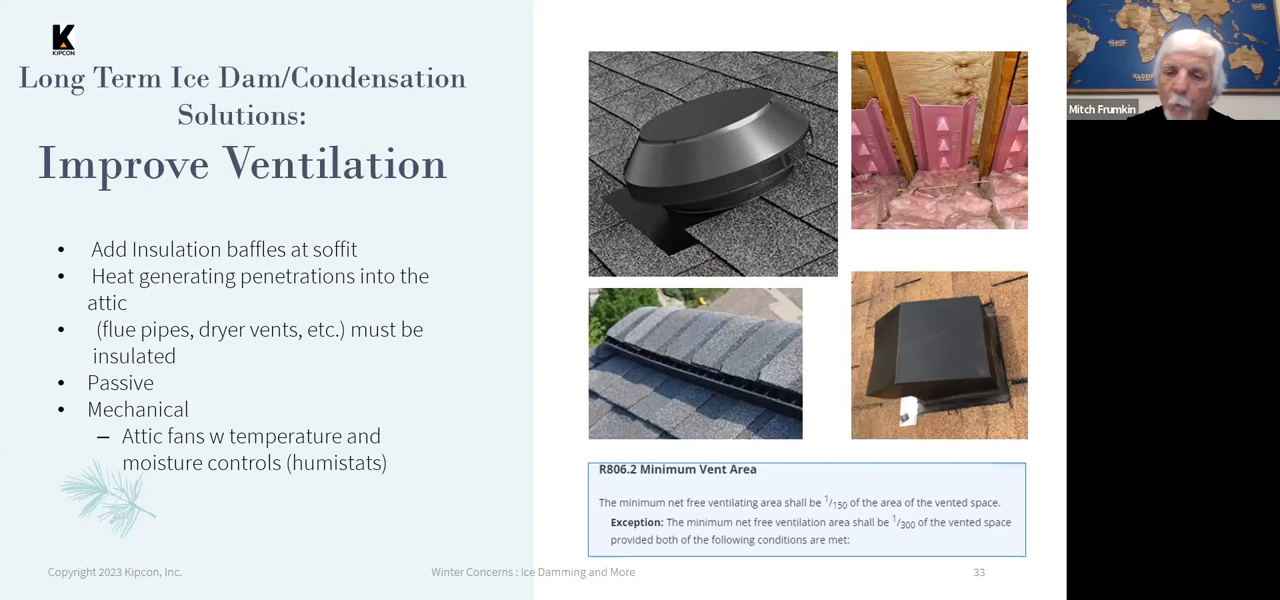 KIPCON
Long Term Ice Dam/Condensation
Solutions:
Improve Ventilation
• Add Insulation baffles at soffit
• Heat generating penetrations into the
attic
• (flue pipes, dryer vents, etc.) must be
insulated
• Passive
• Mechanical
– Attic fans w temperature and
moisture controls (humistats)
R806.2 Minimum Vent Area
The minimum net free ventilating area shall be 1/150 of the area of the vented space.
Exception: The minimum net free ventilation area shall be 1/300 of the vented space
provided both of the following conditions are met:
Copyright 2023 Kipcon, Inc.
Winter Concerns : Ice Damming and More
33
Mitch Frumkin